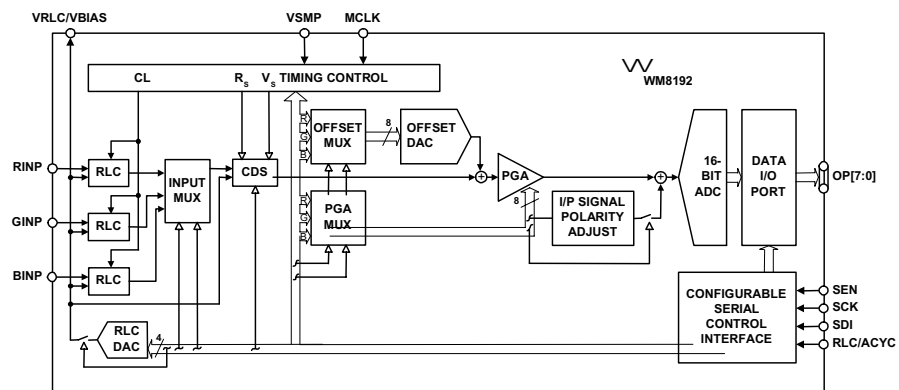 VRLC/VBIAS
VSMP
MCLK
WM8192
CL
Rs
Vs
TIMING CONTROL
R
G
B
OFFSET
MUX
8
OFFSET
DAC
RINP
RLC
INPUT
MUX
CDS
PGA
16-
BIT
ADC
DATA
I/O
PORT
OP[7:0]
GINP
RLC
R
G
B
PGA
MUX
8
I/P SIGNAL
POLARITY
ADJUST
BINP
RLC
CONFIGURABLE
SERIAL
CONTROL
INTERFACE
SEN
SCK
SDI
RLC/ACYC
RLC
DAC
4